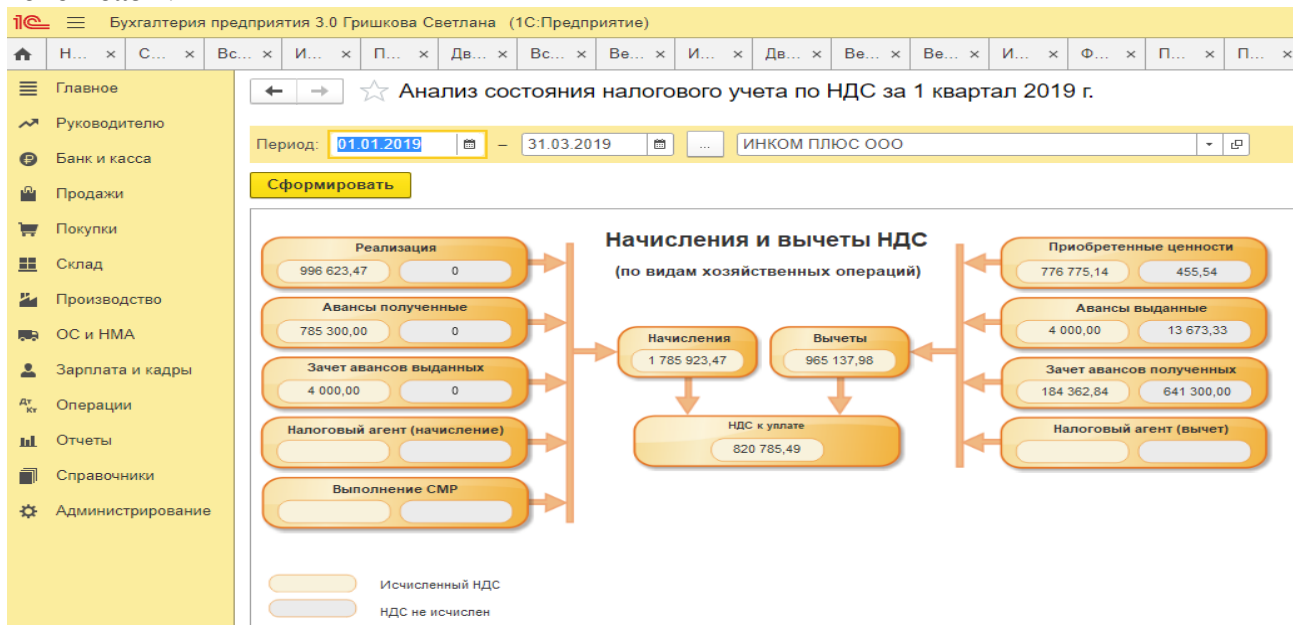 1С Бухгалтерия предприятия 3.0 Гришкова Светлана (1С:Предприятие)
Н... × С... × Вс... × И... × П... × Дв... × Вс... × Ве... × И... × Дв... × Ве... × Ве... × И... × Ф... × П... × П... ×
Главное
Руководителю
Банк и касса
Продажи
Покупки
Склад
Производство
ОС и НМА
Зарплата и кадры
Дт Кт Операции
Отчеты
Справочники
Администрирование
Анализ состояния налогового учета по НДС за 1 квартал 2019 г.
Период: 01.01.2019 – 31.03.2019 ... ИНКОМ ПЛЮС ООО
Сформировать
Начисления и вычеты НДС
(по видам хозяйственных операций)
Реализация
996 623,47 0
Авансы полученные
785 300,00 0
Зачет авансов выданных
4 000,00 0
Налоговый агент (начисление)
Выполнение СМР
Начисления
1 785 923,47
Вычеты
965 137,98
НДС к уплате
820 785,49
Приобретенные ценности
776 775,14 455,54
Авансы выданные
4 000,00 13 673,33
Зачет авансов полученных
184 362,84 641 300,00
Налоговый агент (вычет)
Исчисленный НДС
НДС не исчислен